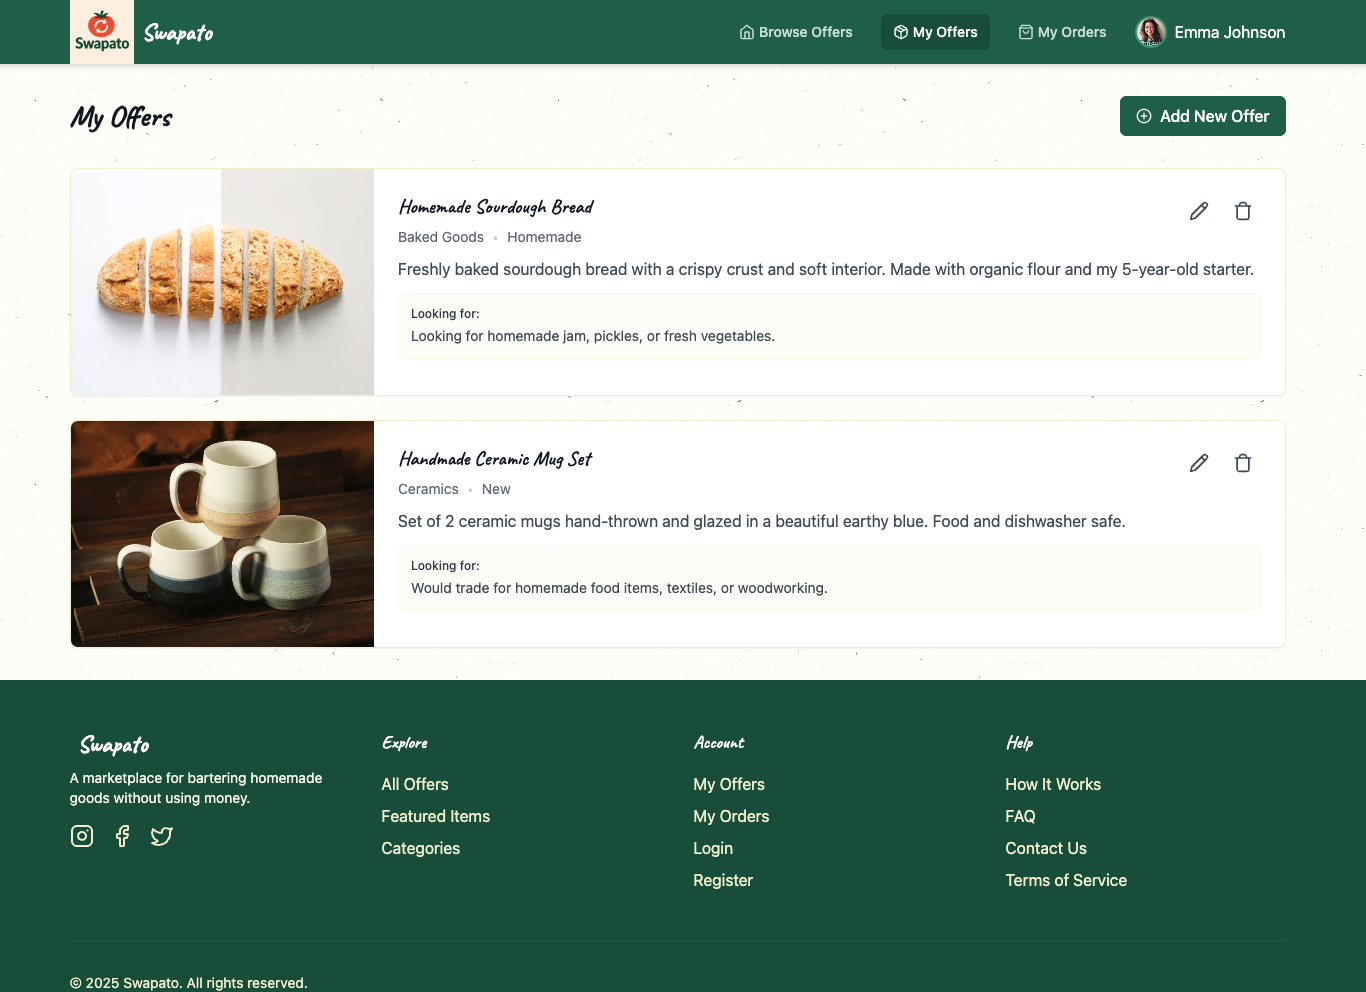 Swapato
Swapato
Browse Offers
My Offers
My Orders
Emma Johnson
My Offers
Add New Offer
Homemade Sourdough Bread
Baked Goods • Homemade
Freshly baked sourdough bread with a crispy crust and soft interior. Made with organic flour and my 5-year-old starter.
Looking for:
Looking for homemade jam, pickles, or fresh vegetables.
Handmade Ceramic Mug Set
Ceramics • New
Set of 2 ceramic mugs hand-thrown and glazed in a beautiful earthy blue. Food and dishwasher safe.
Looking for:
Would trade for homemade food items, textiles, or woodworking.
Swapato
A marketplace for bartering homemade
goods without using money.
Explore
All Offers
Featured Items
Categories
Account
My Offers
My Orders
Login
Register
Help
How It Works
FAQ
Contact Us
Terms of Service
© 2025 Swapato. All rights reserved.